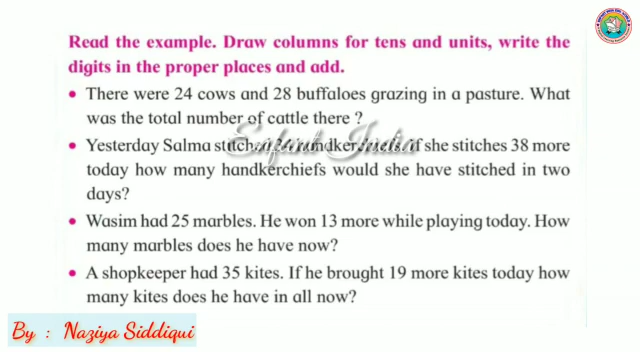 Read the example. Draw columns for tens and units, write the
digits in the proper places and add.
• There were 24 cows and 28 buffaloes grazing in a pasture. What
was the total number of cattle there ?
• Yesterday Salma stitched 34 handkerchiefs. If she stitches 38 more
Enfant India
today how many handkerchiefs would she have stitched in two
days?
• Wasim had 25 marbles. He won 13 more while playing today. How
many marbles does he have now?
• A shopkeeper had 35 kites. If he brought 19 more kites today how
many kites does he have in all now?
By : Naziya Siddiqui